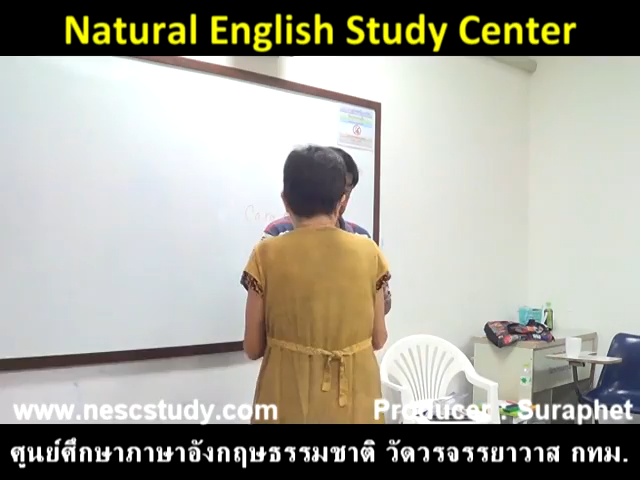 Natural English Study Center
www.nescstudy.com
Producer : Suraphet
ศูนย์ศึกษาภาษาอังกฤษธรรมชาติ วัดวรจรรยาวาส กทม.